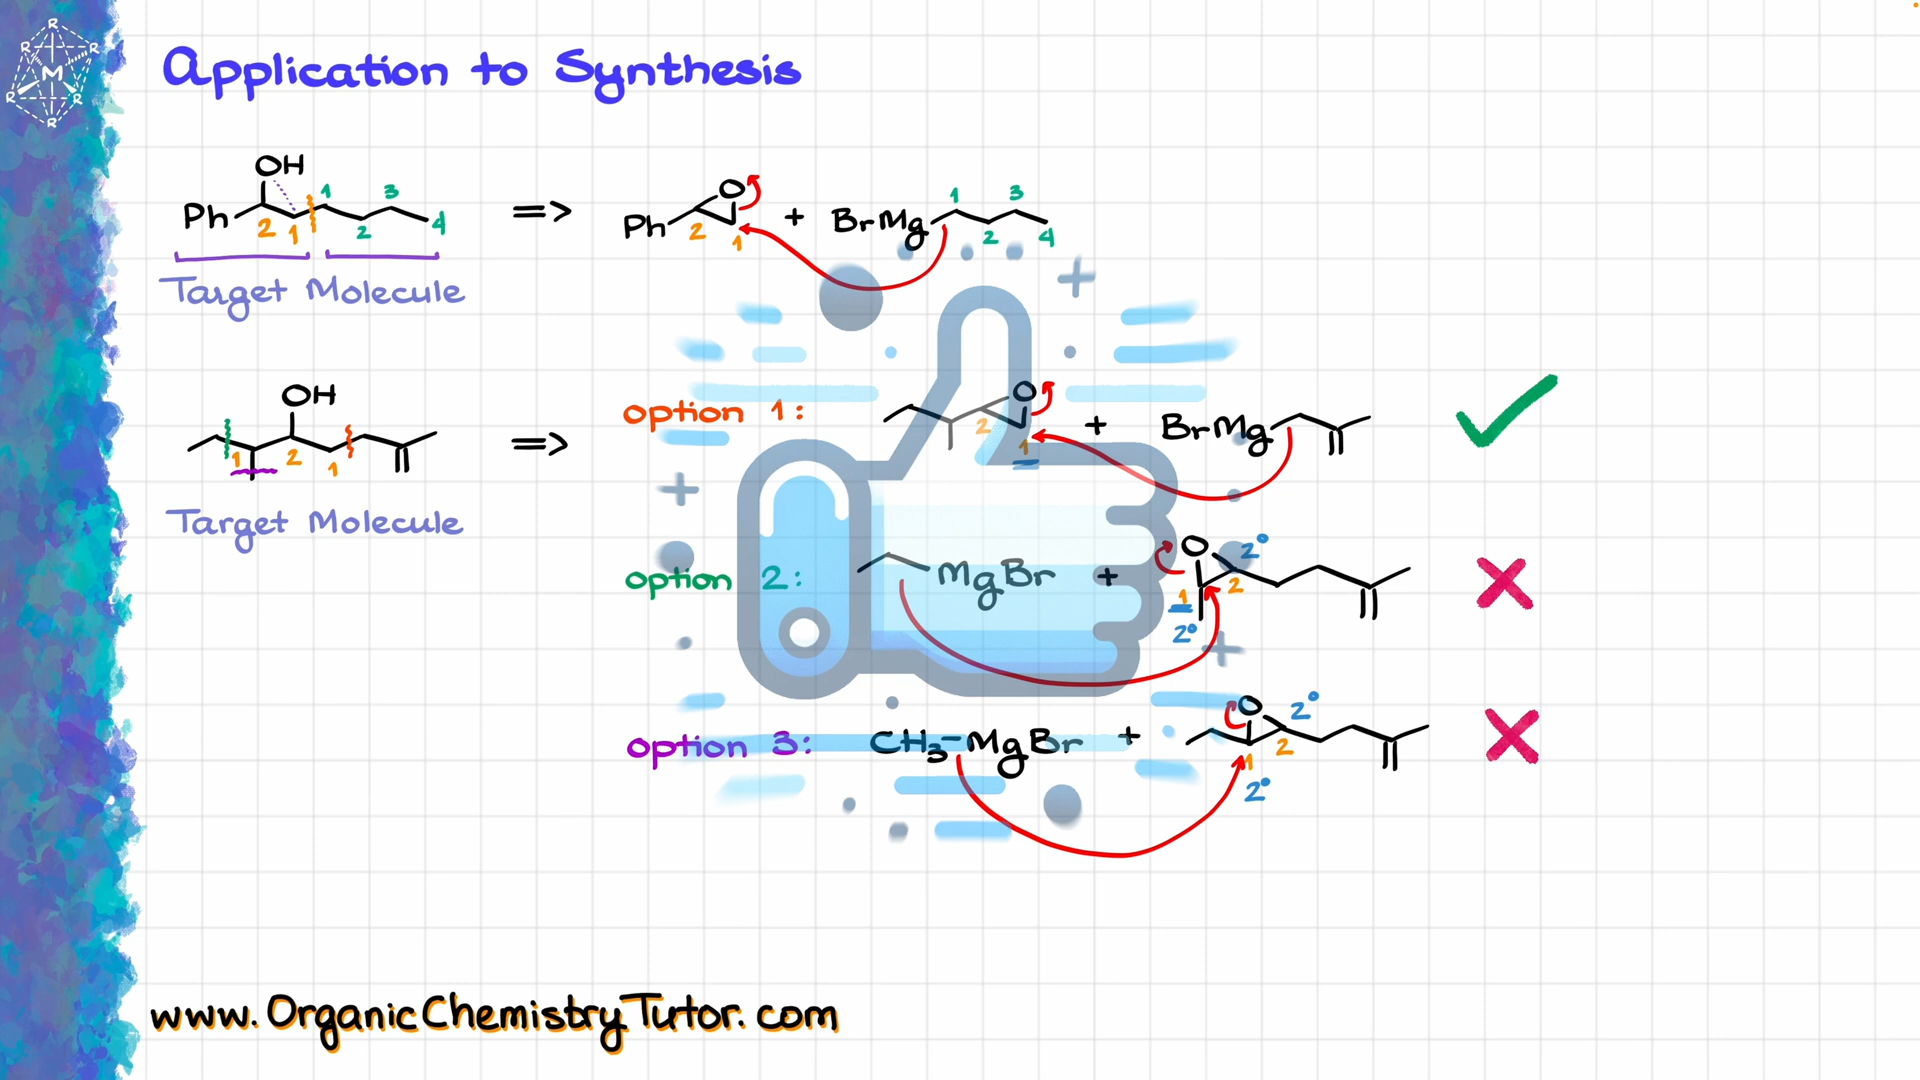 Application to Synthesis
R
R R
M
R R
R
OH
Ph 2 1 1 2 3 4
Target Molecule
=>
Ph O 2 1 + BrMg 1 2 3 4
OH
1 2 1
Target Molecule
=>
option 1: O 2 1 + BrMg
option 2: MgBr + O 2° 1 2 2°
option 3: CH3-MgBr + O 2° 1 2 2°
www.OrganicChemistryTutor.com